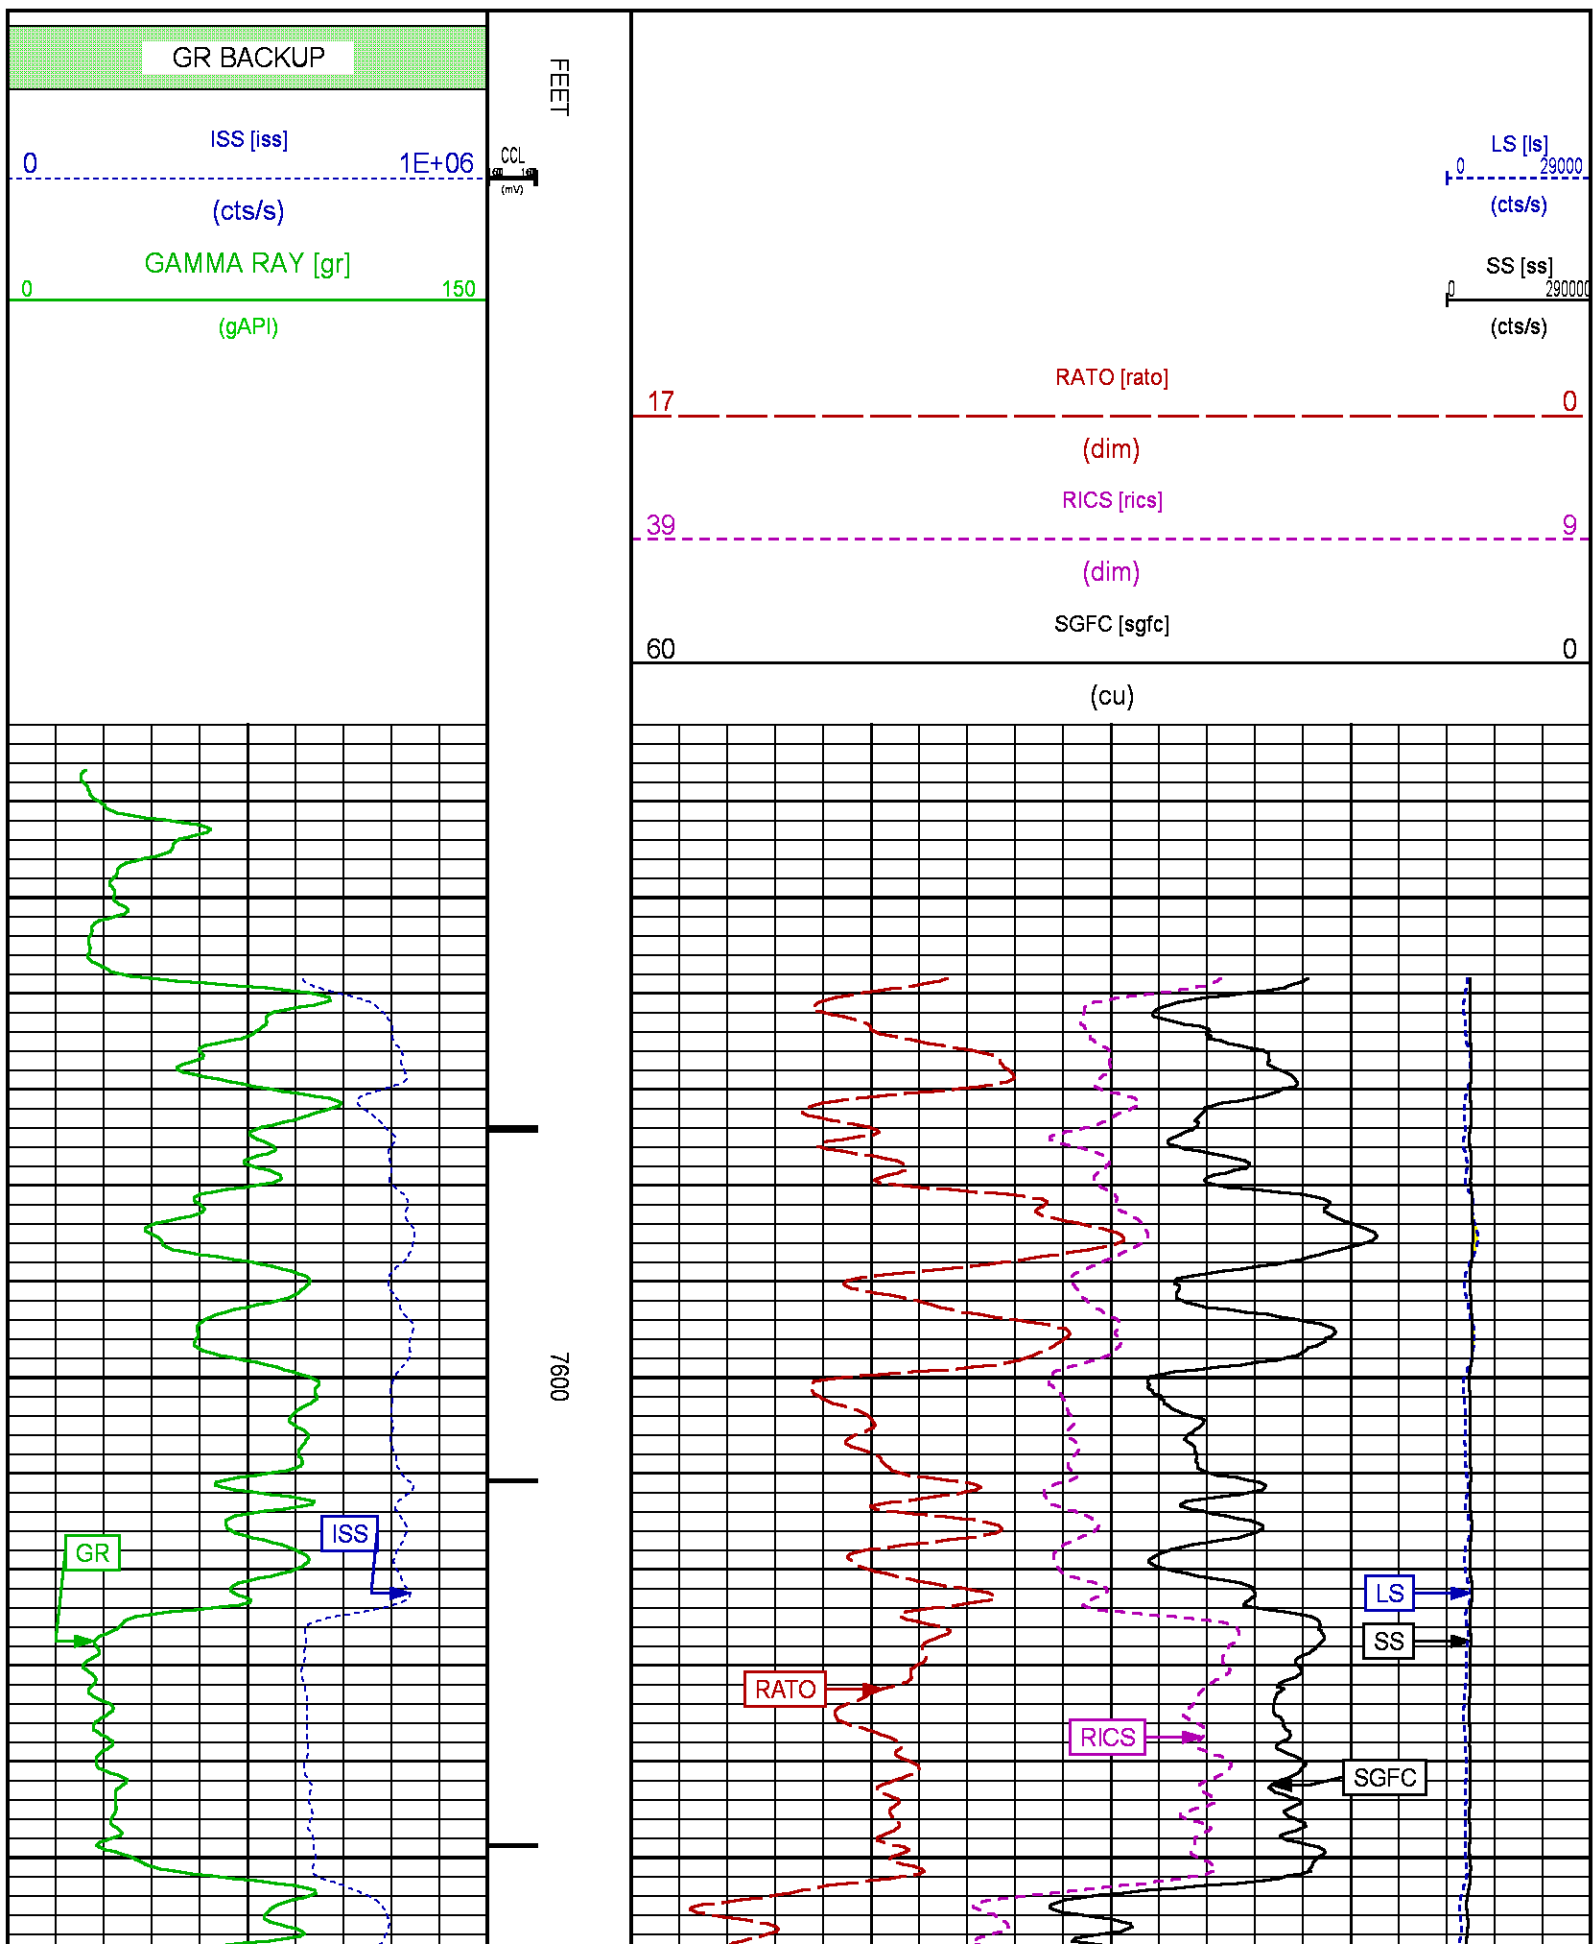 GR BACKUP
ISS [iss]
0 1E+06
(cts/s)
GAMMA RAY [gr]
0 150
(gAPI)
FEET
CCL
(mV)
LS [ls]
0 29000
(cts/s)
SS [ss]
0 290000
(cts/s)
RATO [rato]
17 0
(dim)
RICS [rics]
39 9
(dim)
SGFC [sgfc]
60 0
(cu)
7600
ISS
GR
LS
SS
RATO
RICS
SGFC